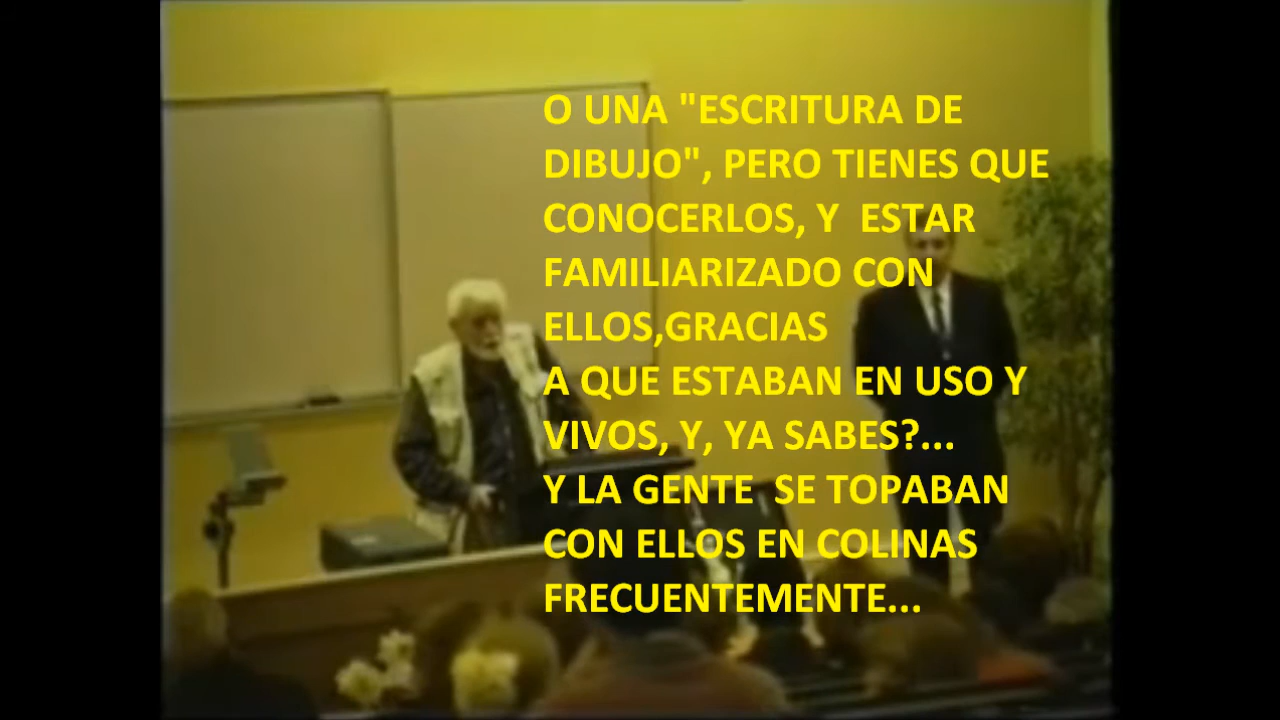 O UNA "ESCRITURA DE
DIBUJO", PERO TIENES QUE
CONOCERLOS, Y  ESTAR
FAMILIARIZADO CON
ELLOS,GRACIAS
A QUE ESTABAN EN USO Y
VIVOS, Y, YA SABES?...
Y LA GENTE  SE TOPABAN
CON ELLOS EN COLINAS
FRECUENTEMENTE...